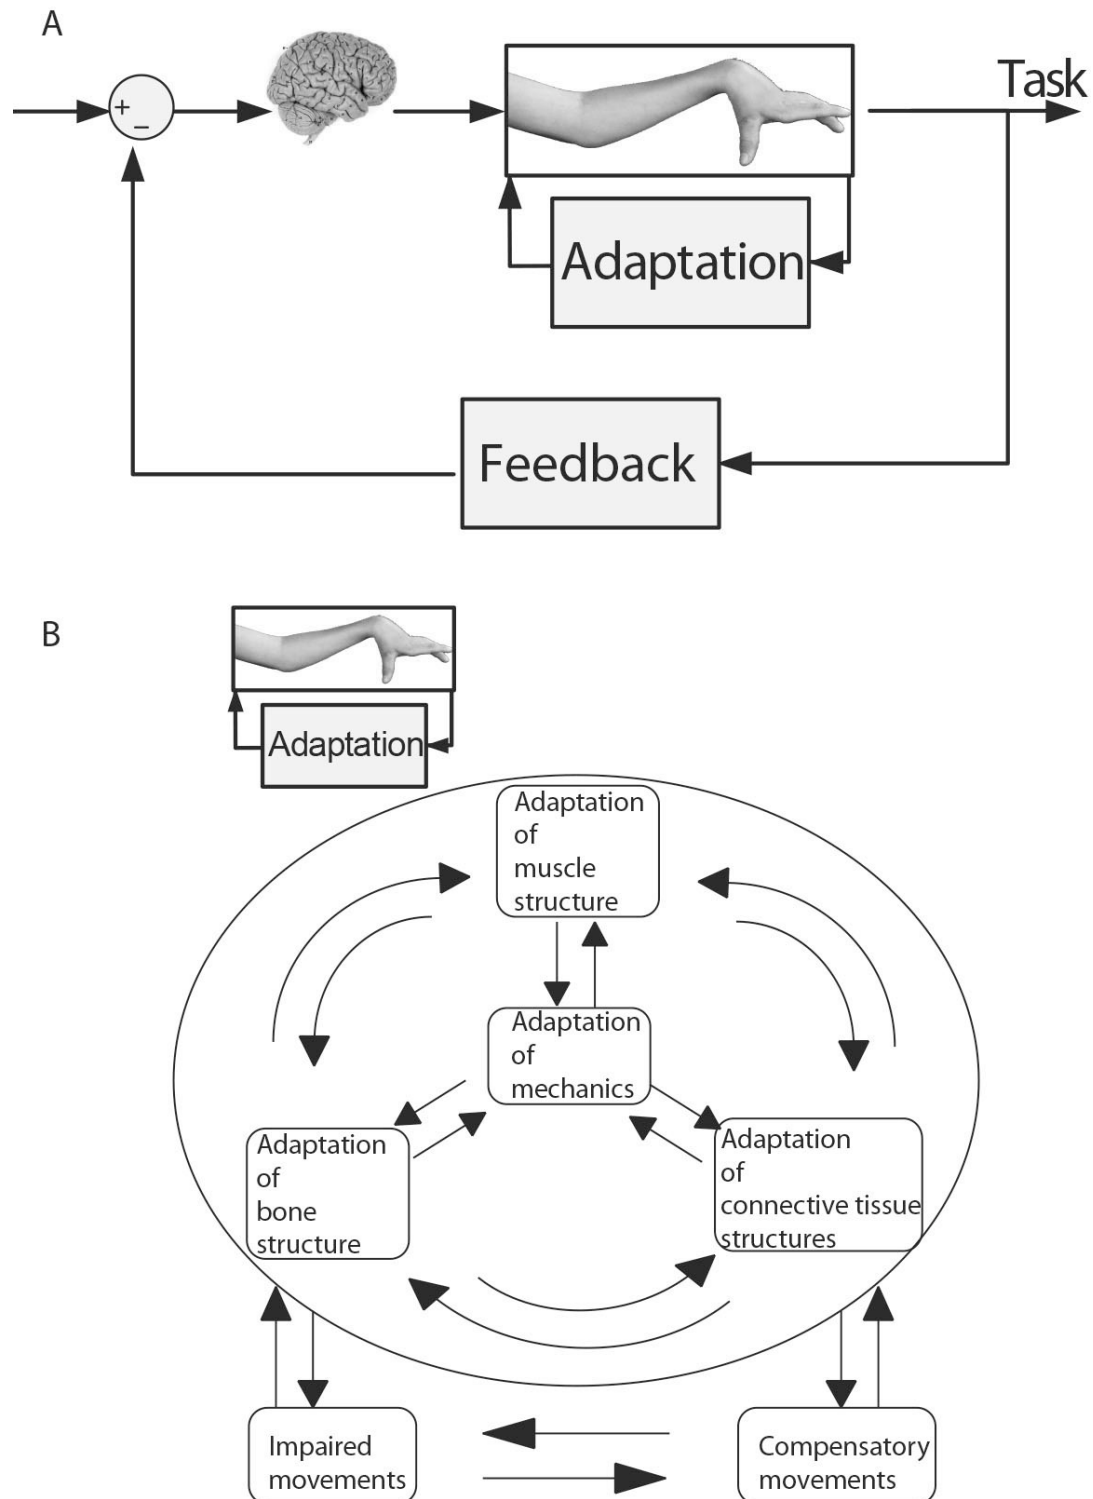 A
Task
+
−
Adaptation
Feedback
B
Adaptation
Adaptation
of
muscle
structure
Adaptation
of
mechanics
Adaptation
of
bone
structure
Adaptation
of
connective tissue
structures
Impaired
movements
Compensatory
movements